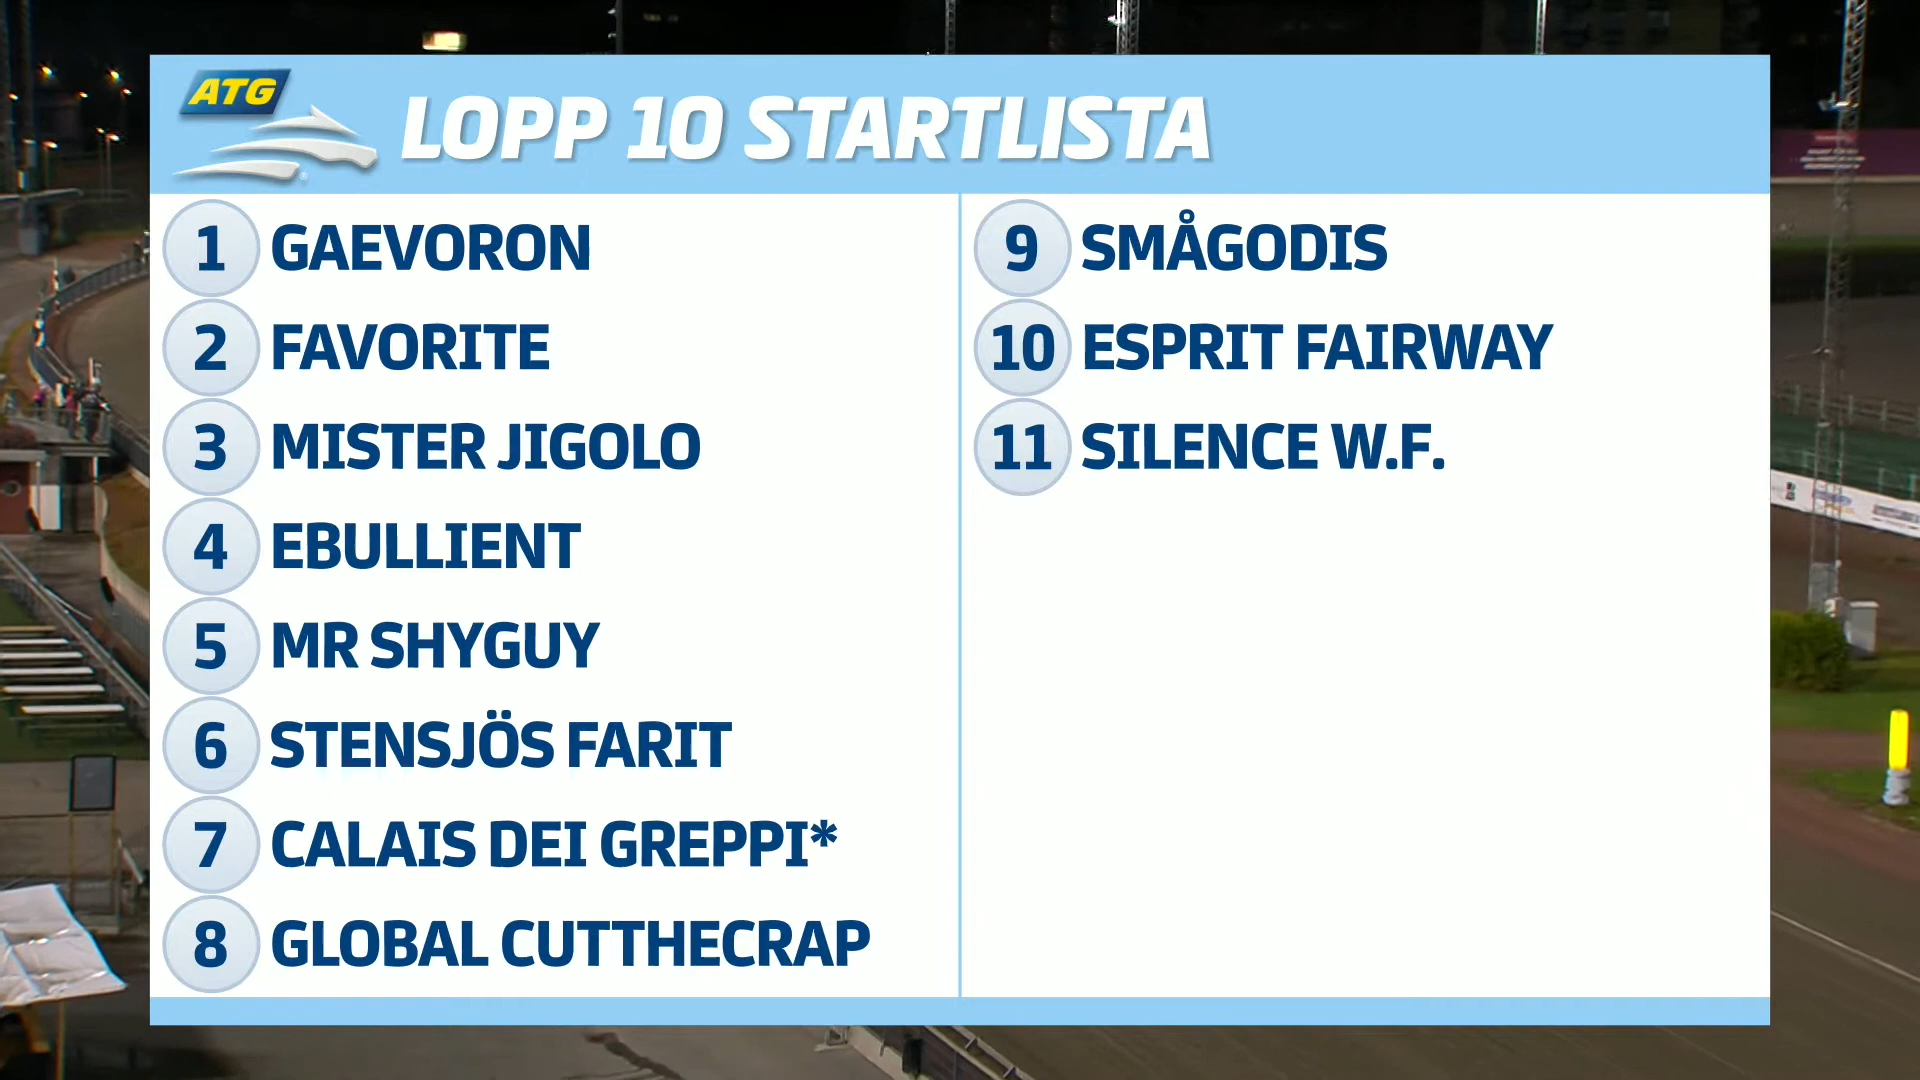 ATG
LOPP 10 STARTLISTA
1 GAEVORON
2 FAVORITE
3 MISTER JIGOLO
4 EBULLIENT
5 MR SHYGUY
6 STENSJÖS FARIT
7 CALAIS DEI GREPPI*
8 GLOBAL CUTTHECRAP
9 SMÅGODIS
10 ESPRIT FAIRWAY
11 SILENCE W.F.